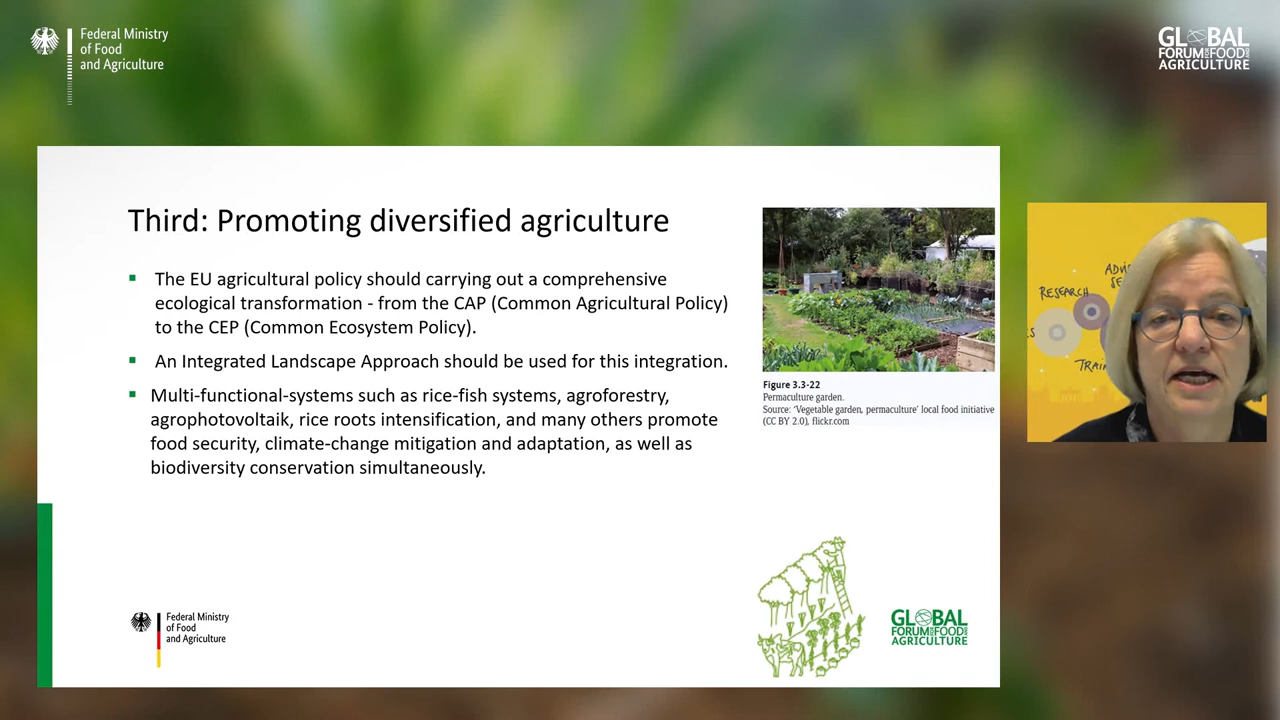 Federal Ministry
of Food
and Agriculture
GLOBAL
FORUM FOR FOOD AND
AGRICULTURE
Third: Promoting diversified agriculture
The EU agricultural policy should carrying out a comprehensive
ecological transformation - from the CAP (Common Agricultural Policy)
to the CEP (Common Ecosystem Policy).
An Integrated Landscape Approach should be used for this integration.
Multi-functional-systems such as rice-fish systems, agroforestry,
agrophotovoltaik, rice roots intensification, and many others promote
food security, climate-change mitigation and adaptation, as well as
biodiversity conservation simultaneously.
Figure 3.3-22
Permaculture garden.
Source: ‘Vegetable garden, permaculture’ local food initiative
(CC BY 2.0), flickr.com
RESEARCH
Federal Ministry
of Food
and Agriculture
GLOBAL
FORUM FOR FOOD AND
AGRICULTURE